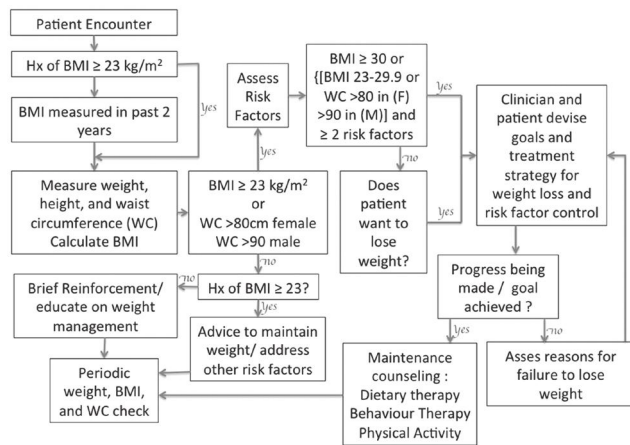 Patient Encounter
Hx of BMI ≥ 23 kg/m²
Yes
BMI measured in past 2
years
Measure weight,
height, and waist
circumference (WC)
Calculate BMI
BMI ≥ 23 kg/m²
or
WC >80cm female
WC >90 male
Yes
Assess
Risk
Factors
BMI ≥ 30 or
{[BMI 23-29.9 or
WC >80 in (F)
>90 in (M)] and
≥ 2 risk factors
Yes
no
Does
patient
want to
lose
weight?
Yes
Clinician and
patient devise
goals and
treatment
strategy for
weight loss and
risk factor control
Progress being
made / goal
achieved ?
Yes
no
Asses reasons for
failure to lose
weight
Maintenance
counseling :
Dietary therapy
Behaviour Therapy
Physical Activity
no
Hx of BMI ≥ 23?
no
Yes
Brief Reinforcement/
educate on weight
management
Advice to maintain
weight/ address
other risk factors
Periodic
weight, BMI,
and WC check